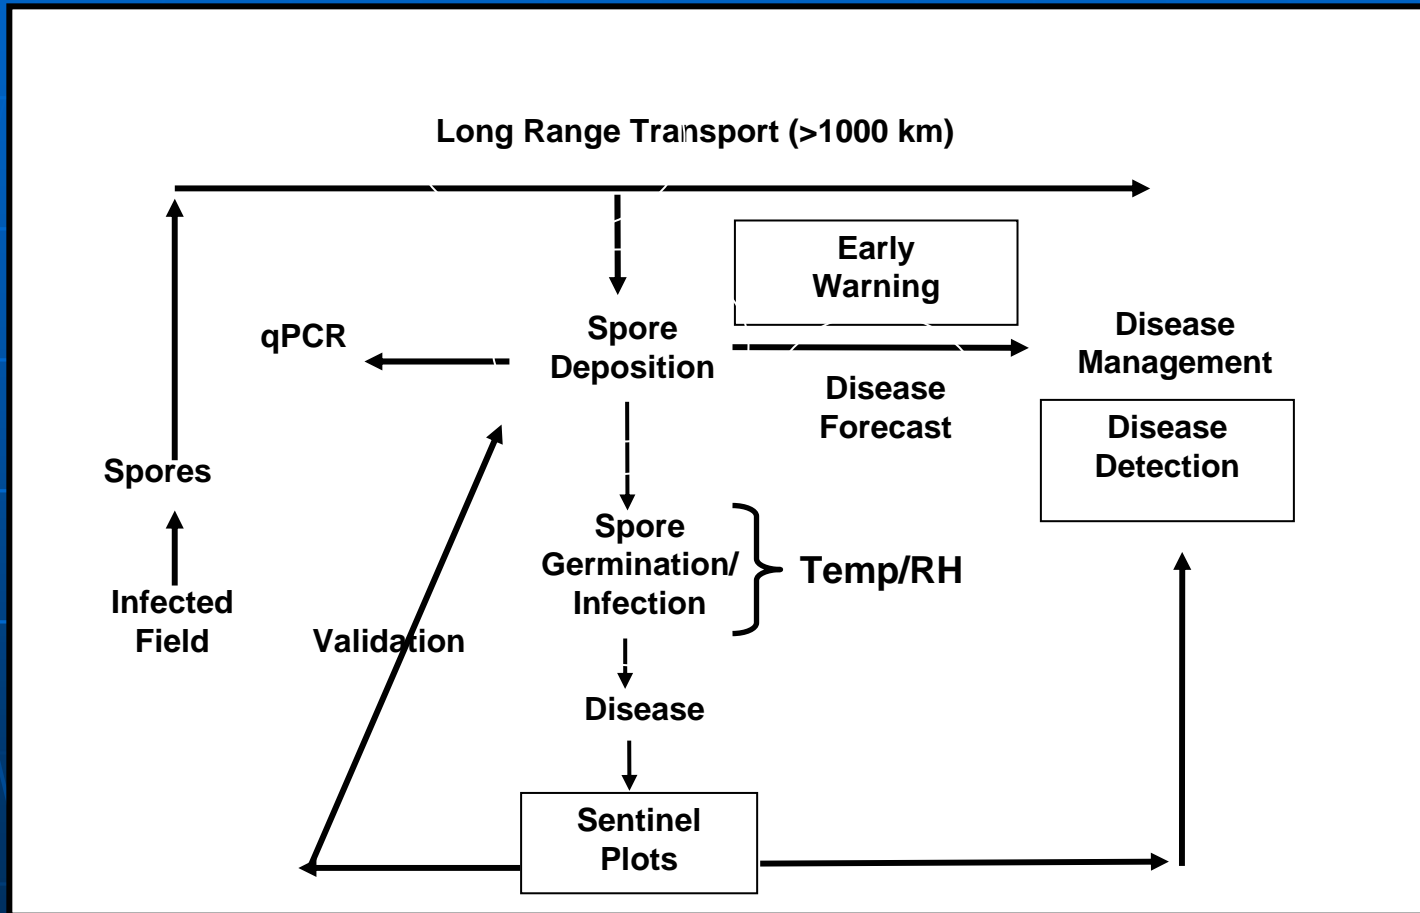 Long Range Transport (>1000 km)
Early
Warning
qPCR
Spore
Deposition
Disease
Management
Disease
Forecast
Disease
Detection
Spores
Spore
Germination/
Infection
Temp/RH
Infected
Field
Validation
Disease
Sentinel
Plots